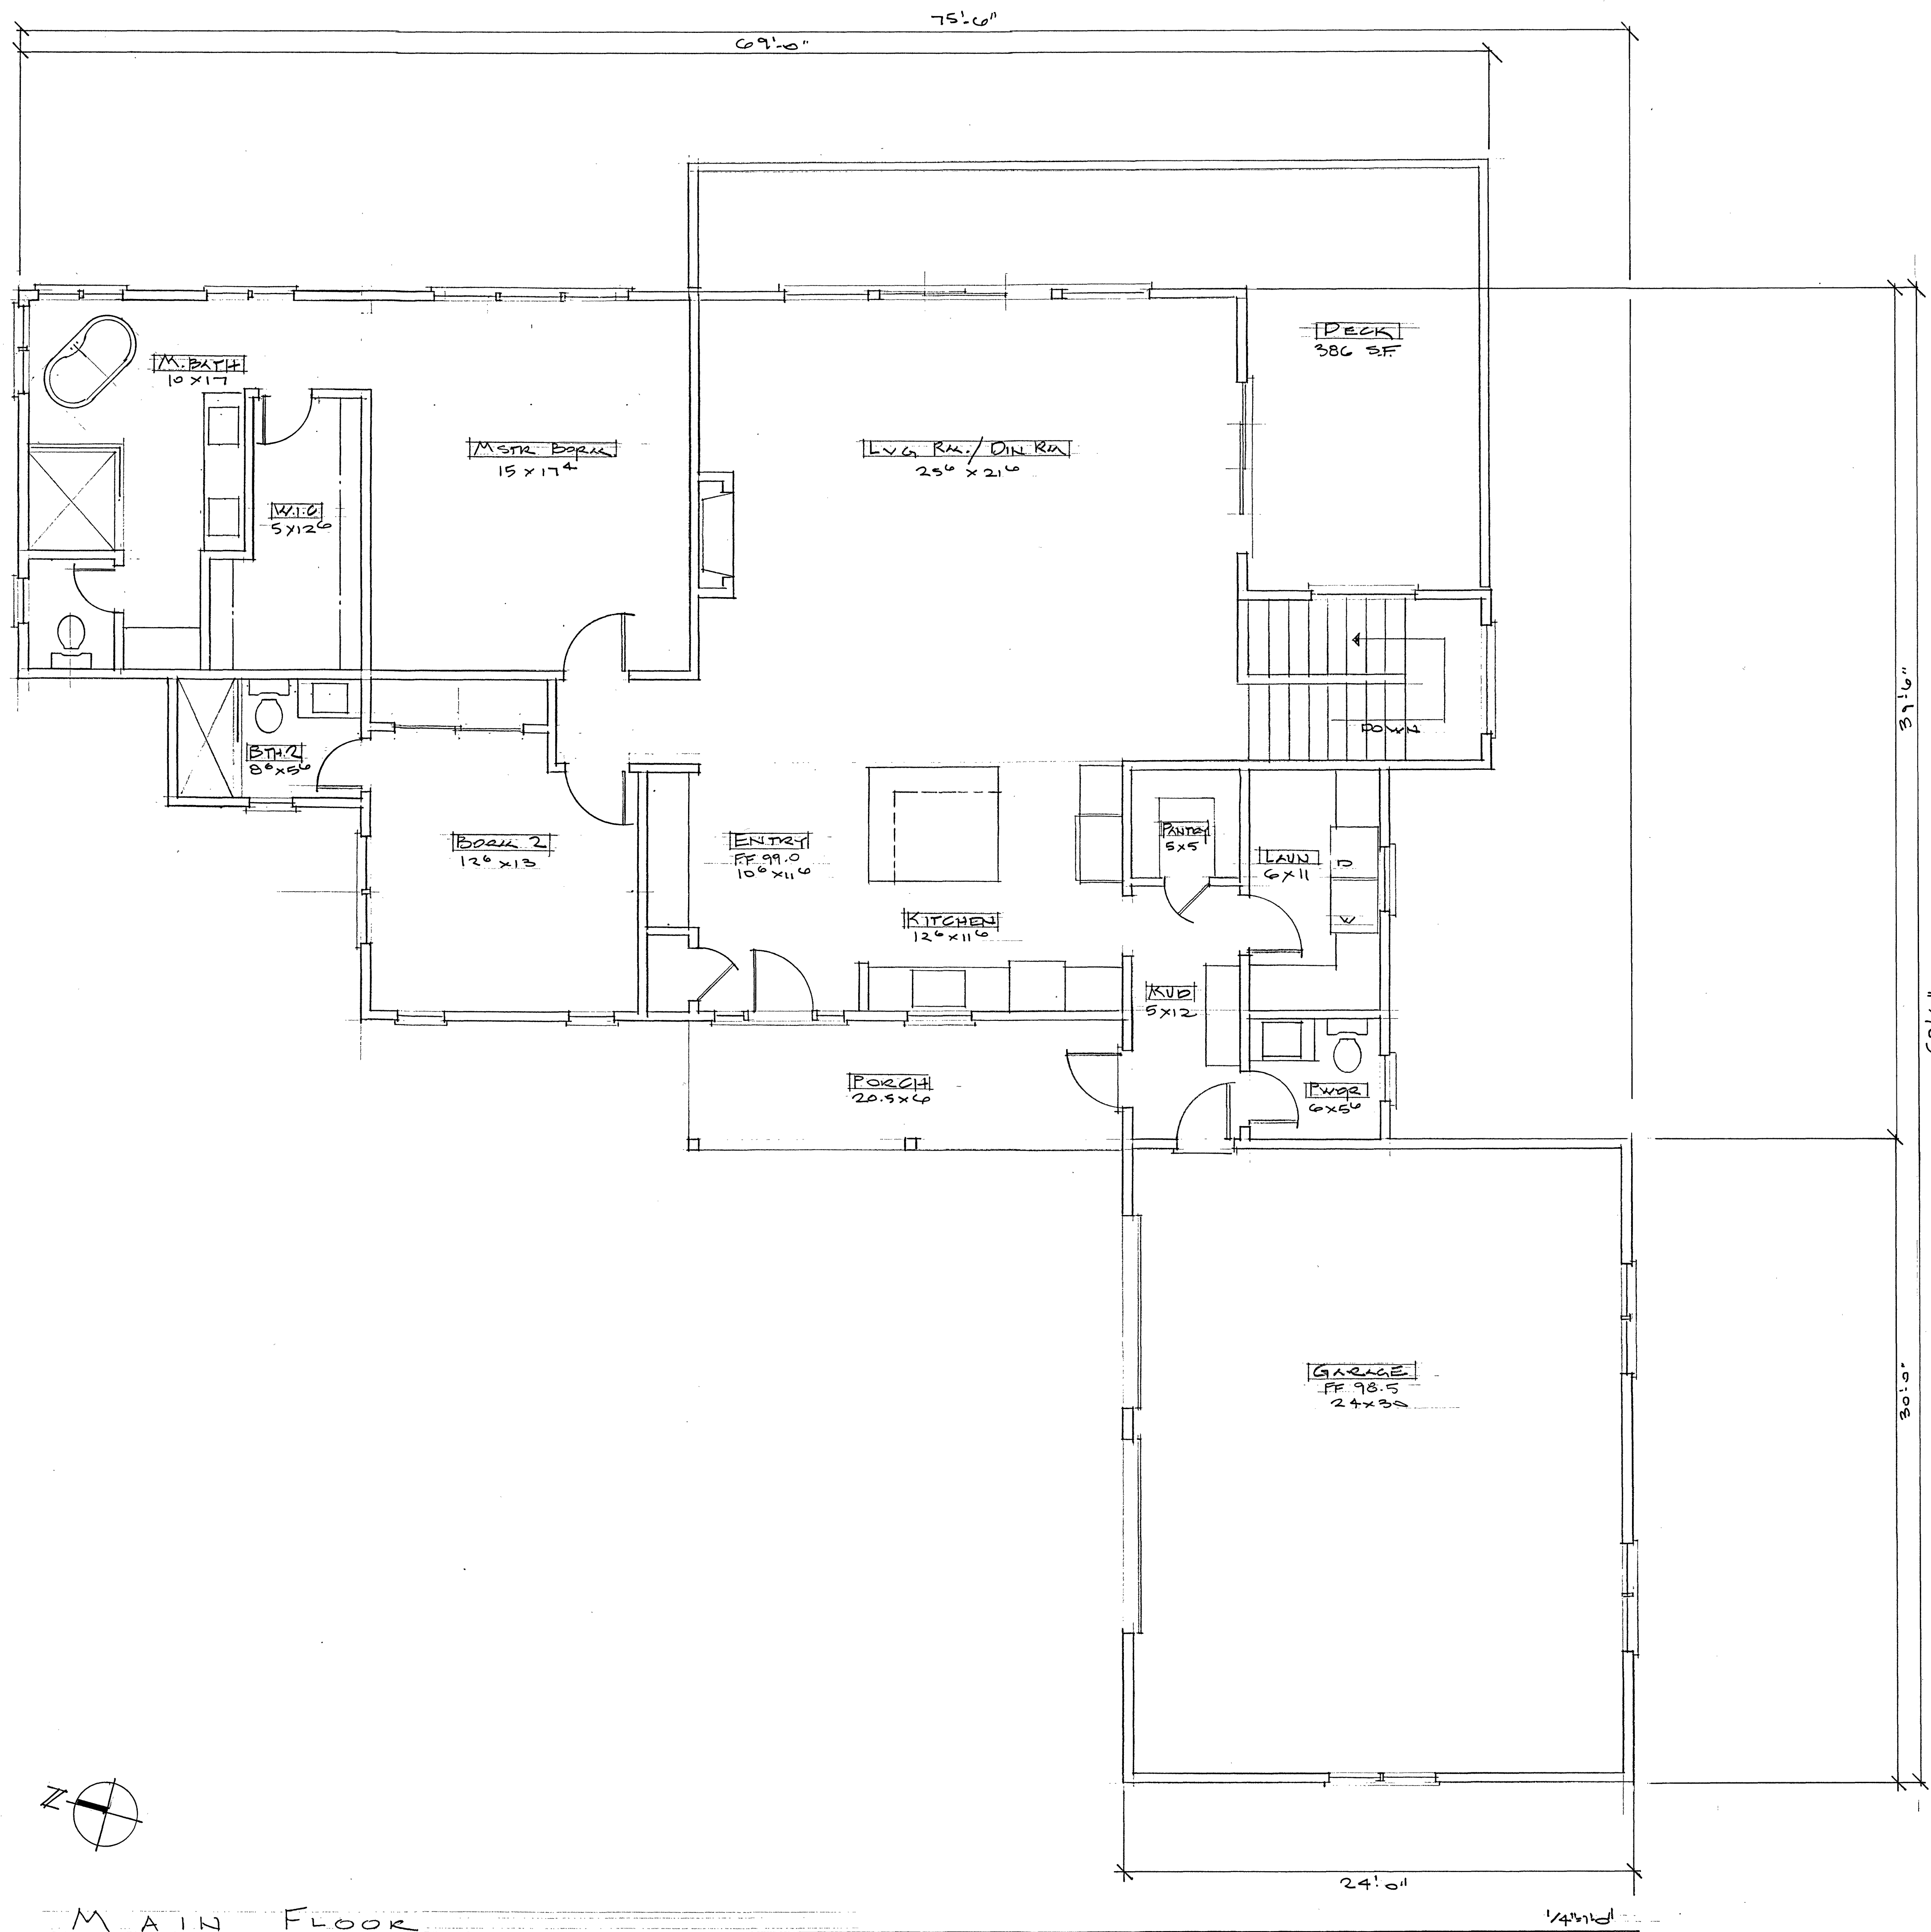 75'-6"
69'-0"
DECK
386 S.F.
M. BATH
10 x 17
MSTR BDRM
15 x 17⁴
LVG RM. / DIN RM
25⁶ x 21⁶
W.I.C
5 x 12⁶
39'-6"
DOWN
BTH.2
8⁶ x 5⁶
BDRM 2
12⁶ x 13
ENTRY
FF 99.0
10⁶ x 11⁶
PANTRY
5 x 5
LAUN
6 x 11
D
W
KITCHEN
12⁶ x 11⁶
MUD
5 x 12
PORCH
20.5 x 6
PWDR
6 x 5⁶
GARAGE
FF 98.5
24 x 30
30'-0"
N
24'-0"
MAIN FLOOR
1/4"=1'-0"